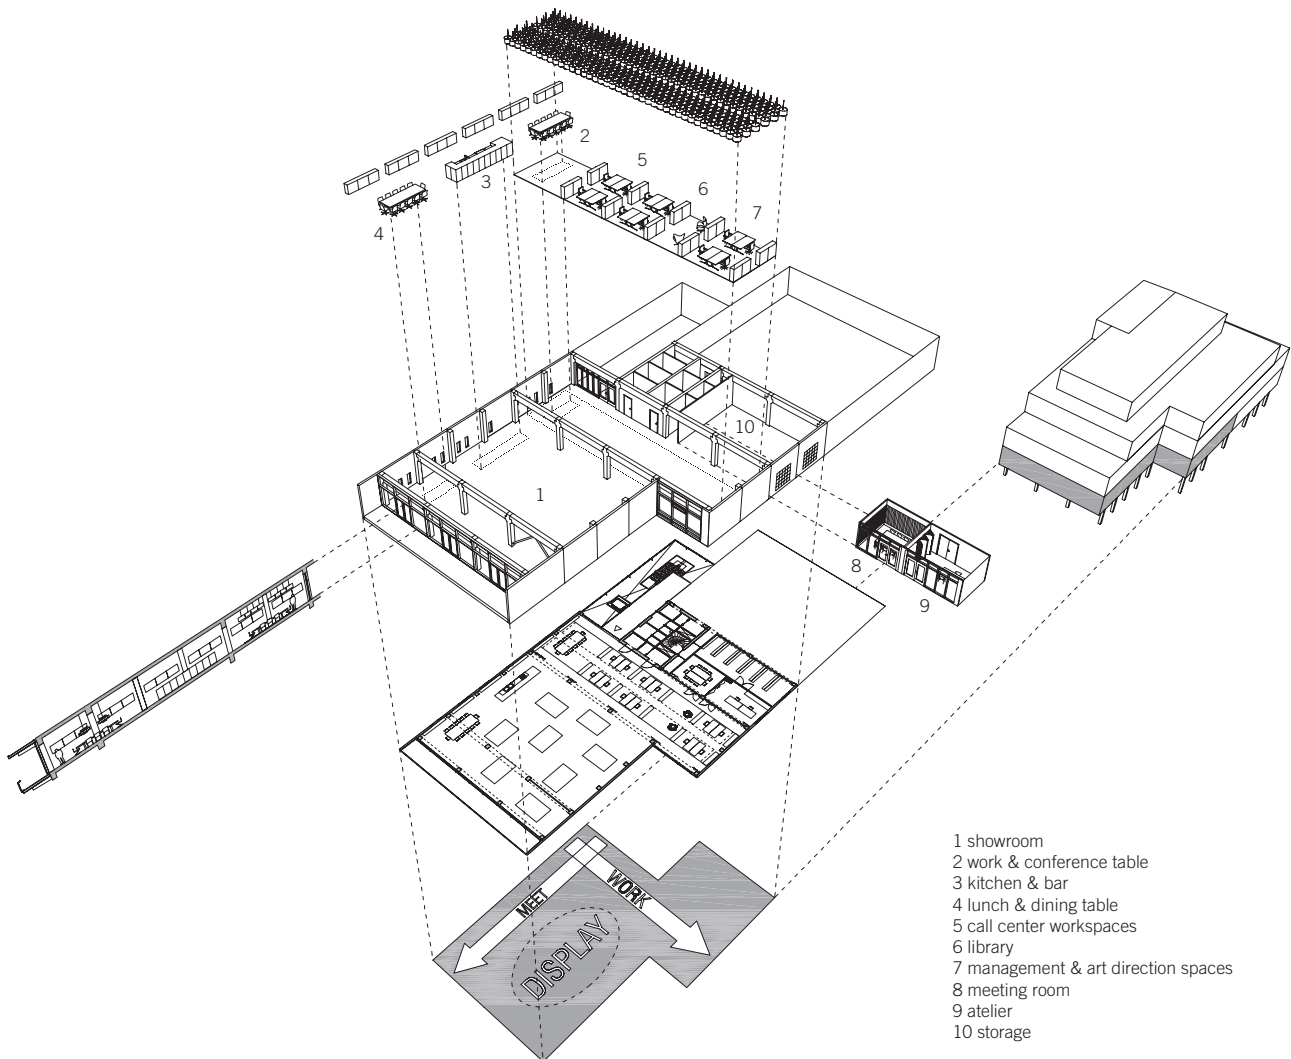 2
5
3
6
7
4
10
1
8
9
MEET
WORK
DISPLAY
1 showroom
2 work & conference table
3 kitchen & bar
4 lunch & dining table
5 call center workspaces
6 library
7 management & art direction spaces
8 meeting room
9 atelier
10 storage